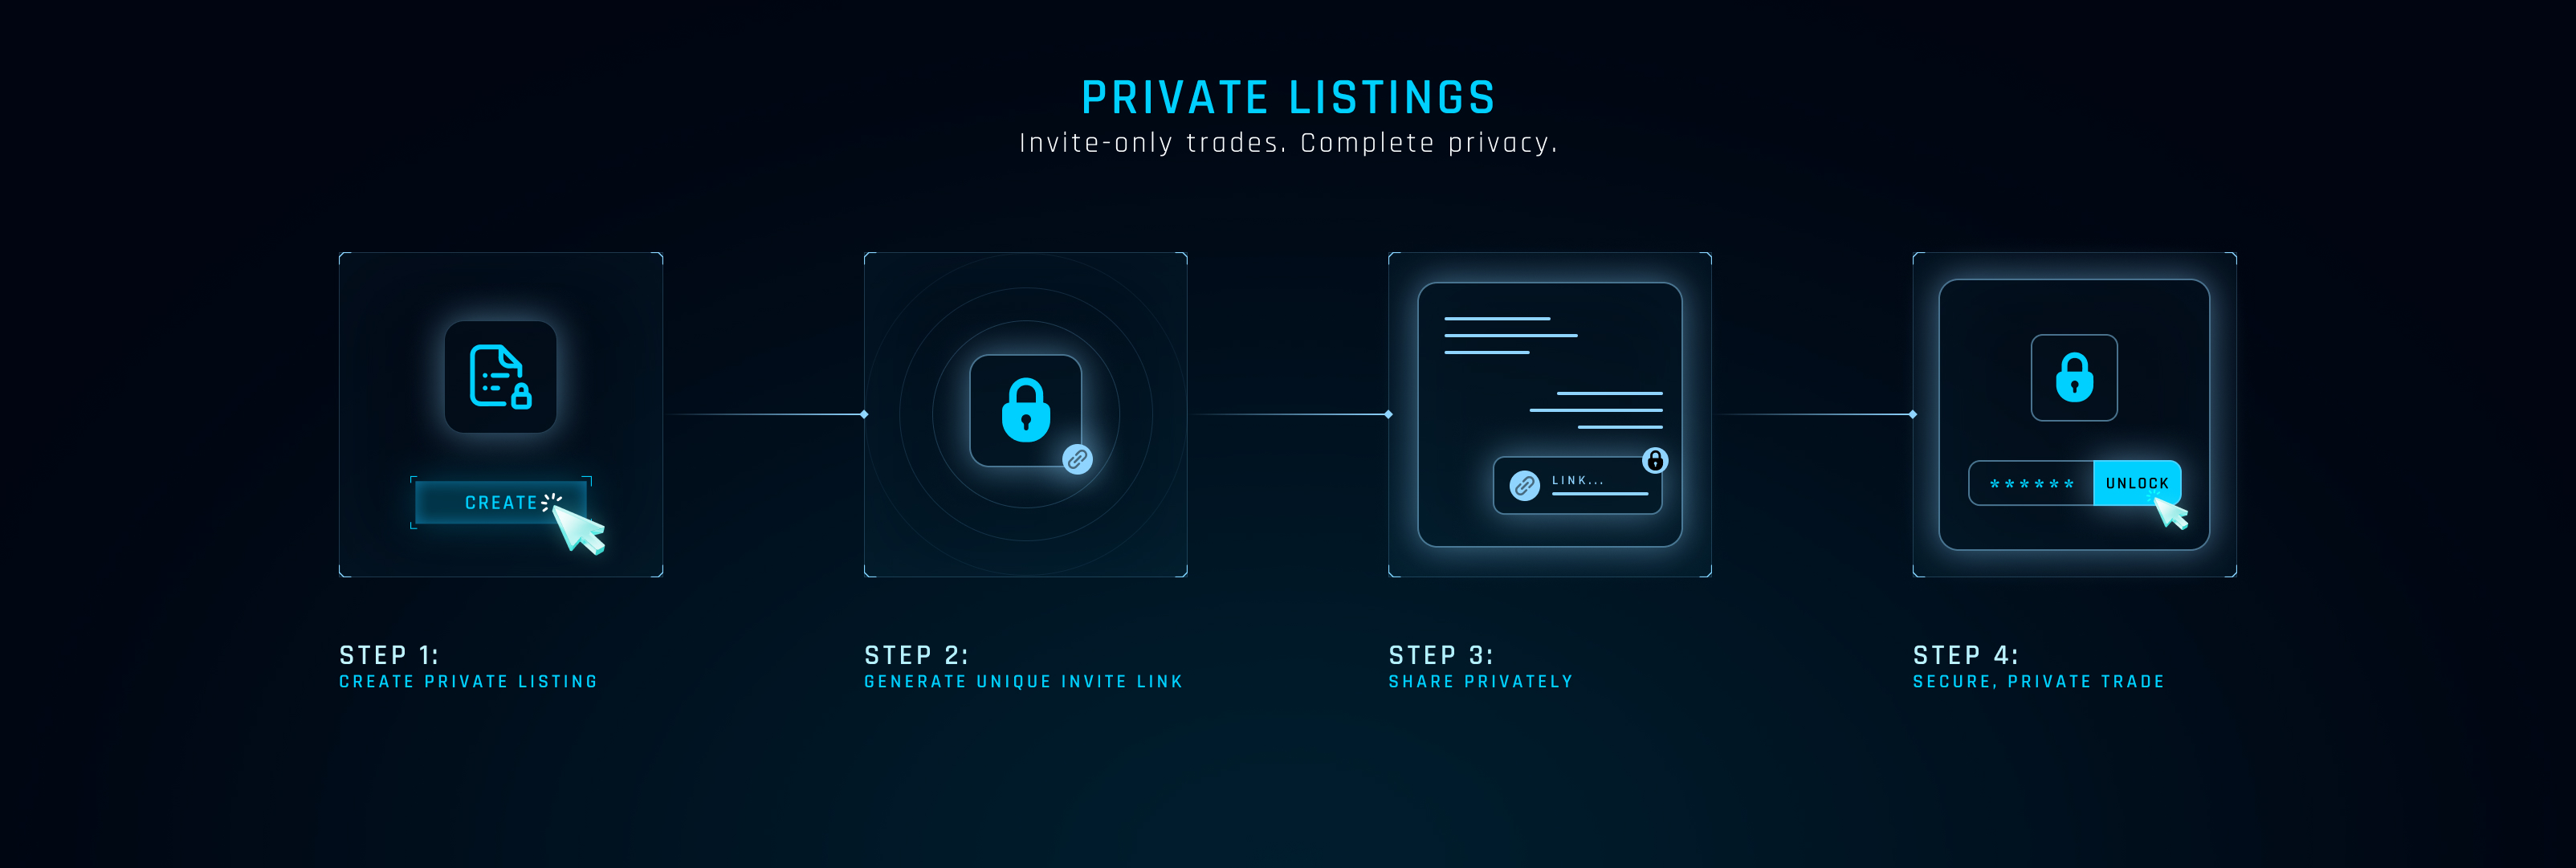 PRIVATE LISTINGS
Invite-only trades. Complete privacy.
CREATE
LINK...
******
UNLOCK
STEP 1:
CREATE PRIVATE LISTING
STEP 2:
GENERATE UNIQUE INVITE LINK
STEP 3:
SHARE PRIVATELY
STEP 4:
SECURE, PRIVATE TRADE